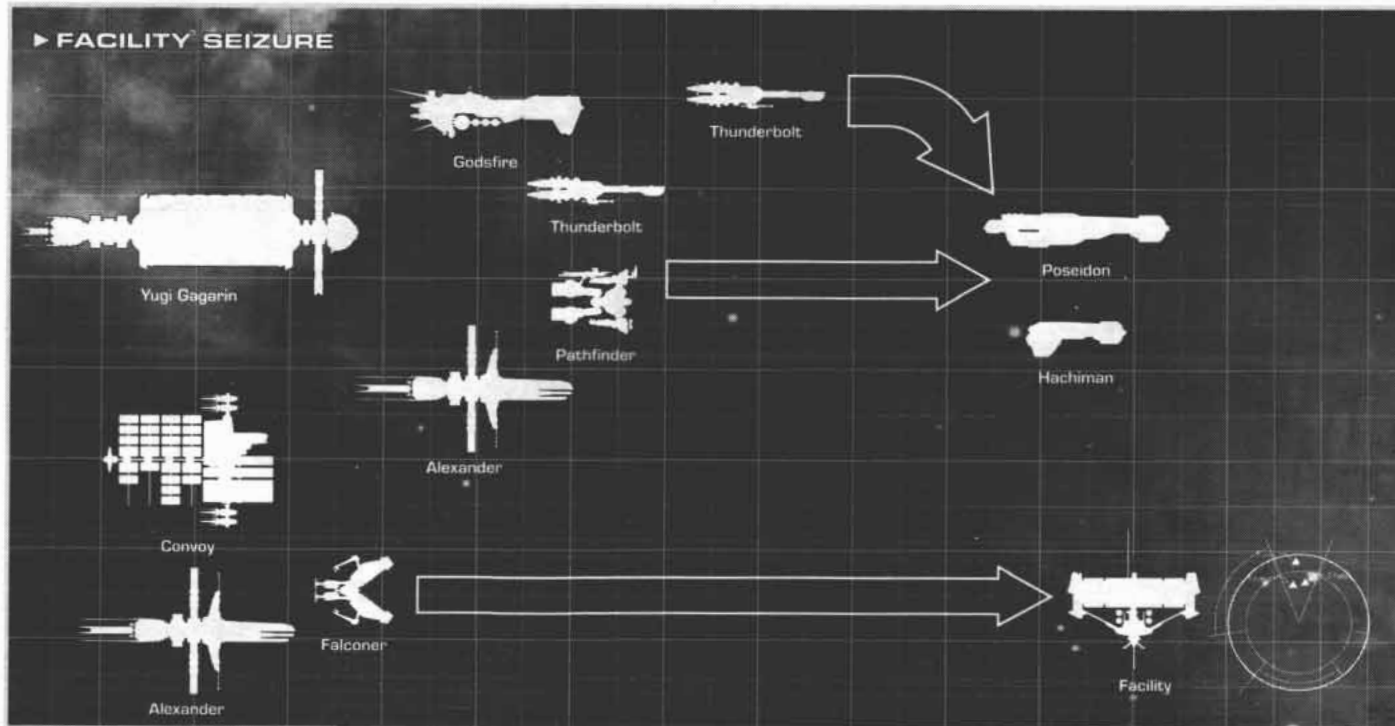 ► FACILITY SEIZURE
Godsfire
Thunderbolt
Thunderbolt
Yugi Gagarin
Poseidon
Pathfinder
Hachiman
Alexander
Convoy
Falconer
Alexander
Facility